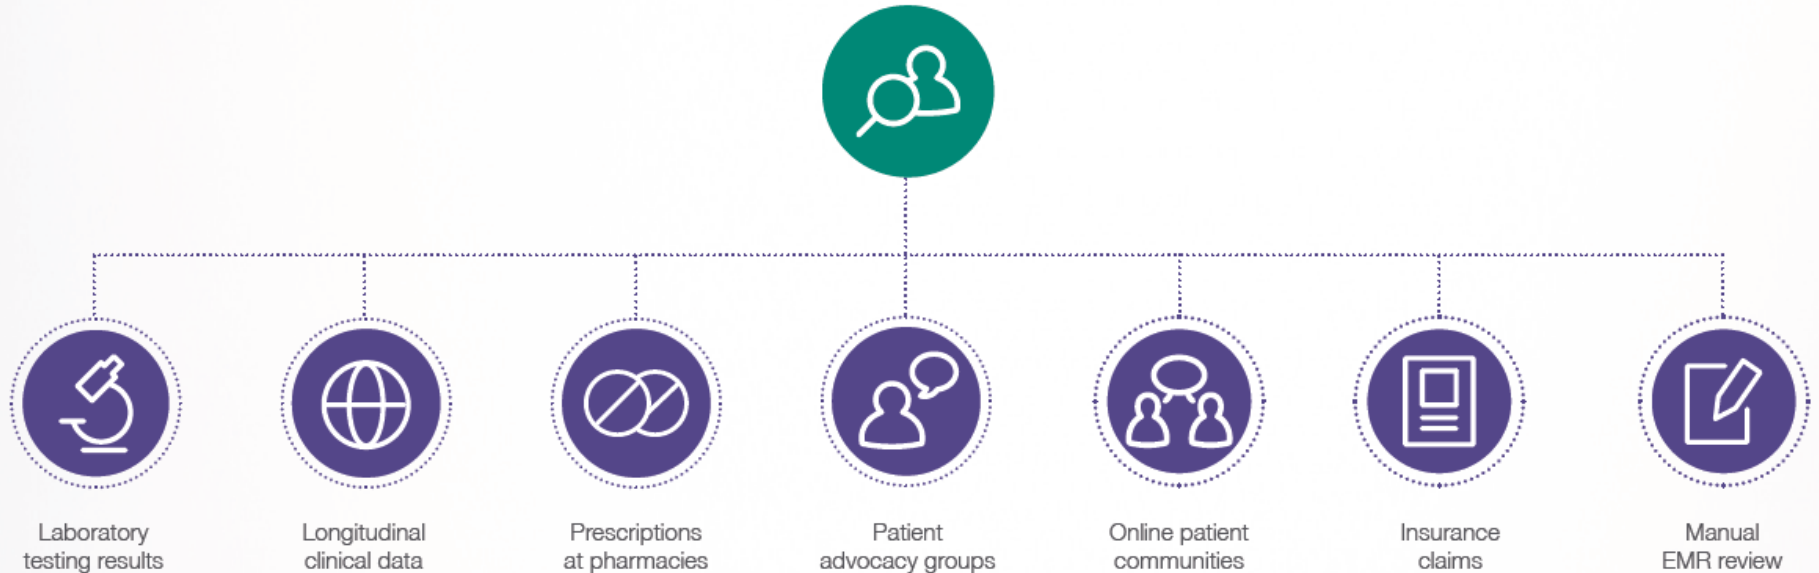 Laboratory
testing results
Longitudinal
clinical data
Prescriptions
at pharmacies
Patient
advocacy groups
Online patient
communities
Insurance
claims
Manual
EMR review